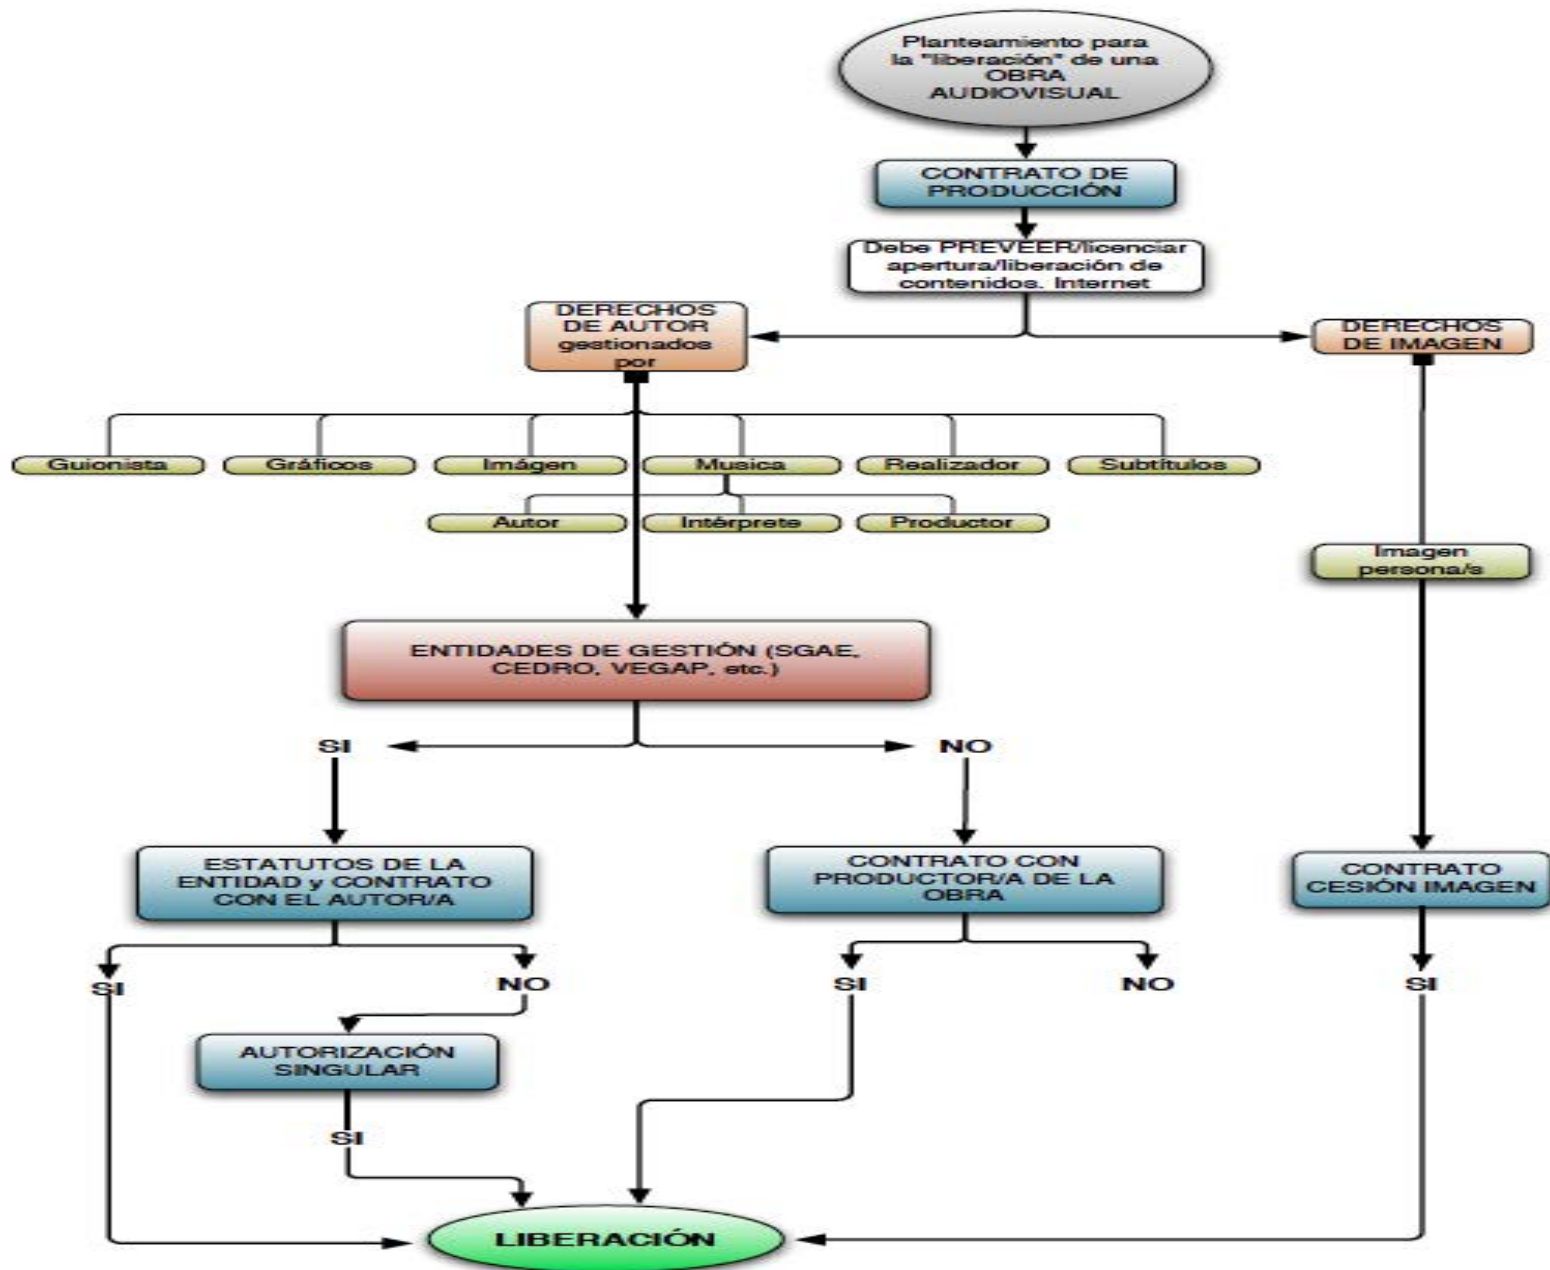 Planteamiento para
la "liberación" de una
OBRA
AUDIOVISUAL
CONTRATO DE
PRODUCCIÓN
Debe PREVEER/licenciar
apertura/liberación de
contenidos. Internet
DERECHOS
DE AUTOR
gestionados
por
DERECHOS
DE IMAGEN
Guionista
Gráficos
Imágen
Musica
Realizador
Subtítulos
Autor
Intérprete
Productor
Imagen
persona/s
ENTIDADES DE GESTIÓN (SGAE,
CEDRO, VEGAP, etc.)
SI
NO
ESTATUTOS DE LA
ENTIDAD y CONTRATO
CON EL AUTOR/A
CONTRATO CON
PRODUCTOR/A DE LA
OBRA
CONTRATO
CESIÓN IMAGEN
SI
NO
SI
NO
SI
AUTORIZACIÓN
SINGULAR
SI
LIBERACIÓN